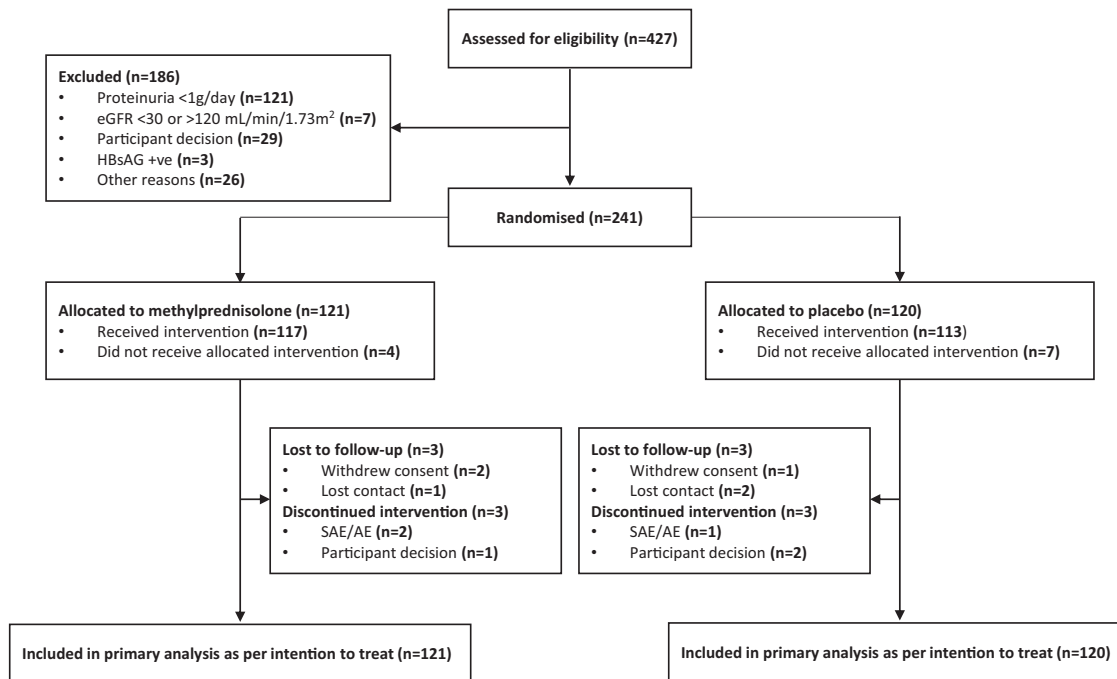 Assessed for eligibility (n=427)
Excluded (n=186)
• Proteinuria <1g/day (n=121)
• eGFR <30 or >120 mL/min/1.73m² (n=7)
• Participant decision (n=29)
• HBsAG +ve (n=3)
• Other reasons (n=26)
Randomised (n=241)
Allocated to methylprednisolone (n=121)
• Received intervention (n=117)
• Did not receive allocated intervention (n=4)
Allocated to placebo (n=120)
• Received intervention (n=113)
• Did not receive allocated intervention (n=7)
Lost to follow-up (n=3)
• Withdrew consent (n=2)
• Lost contact (n=1)
Discontinued intervention (n=3)
• SAE/AE (n=2)
• Participant decision (n=1)
Lost to follow-up (n=3)
• Withdrew consent (n=1)
• Lost contact (n=2)
Discontinued intervention (n=3)
• SAE/AE (n=1)
• Participant decision (n=2)
Included in primary analysis as per intention to treat (n=121)
Included in primary analysis as per intention to treat (n=120)